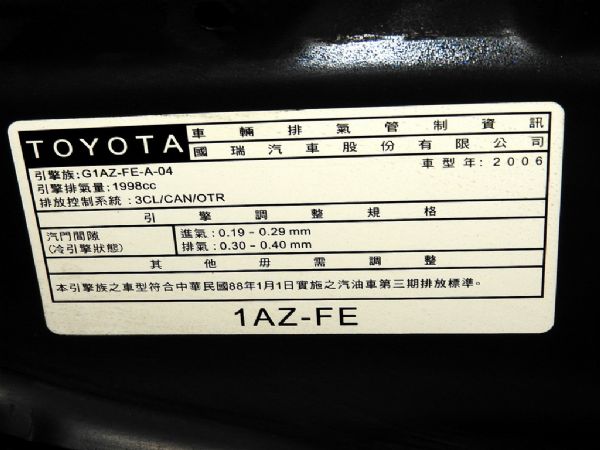 TOYOTA 車輛排氣管制資訊
國瑞汽車股份有限公司
引擎族:G1AZ-FE-A-04 車型年:2006
引擎排氣量:1998cc
排放控制系統:3CL/CAN/OTR
引擎調整規格
汽門間隙 進氣:0.19-0.29 mm
(冷引擎狀態) 排氣:0.30-0.40 mm
其他毋需調整
本引擎族之車型符合中華民國88年1月1日實施之汽油車第三期排放標準。
1AZ-FE